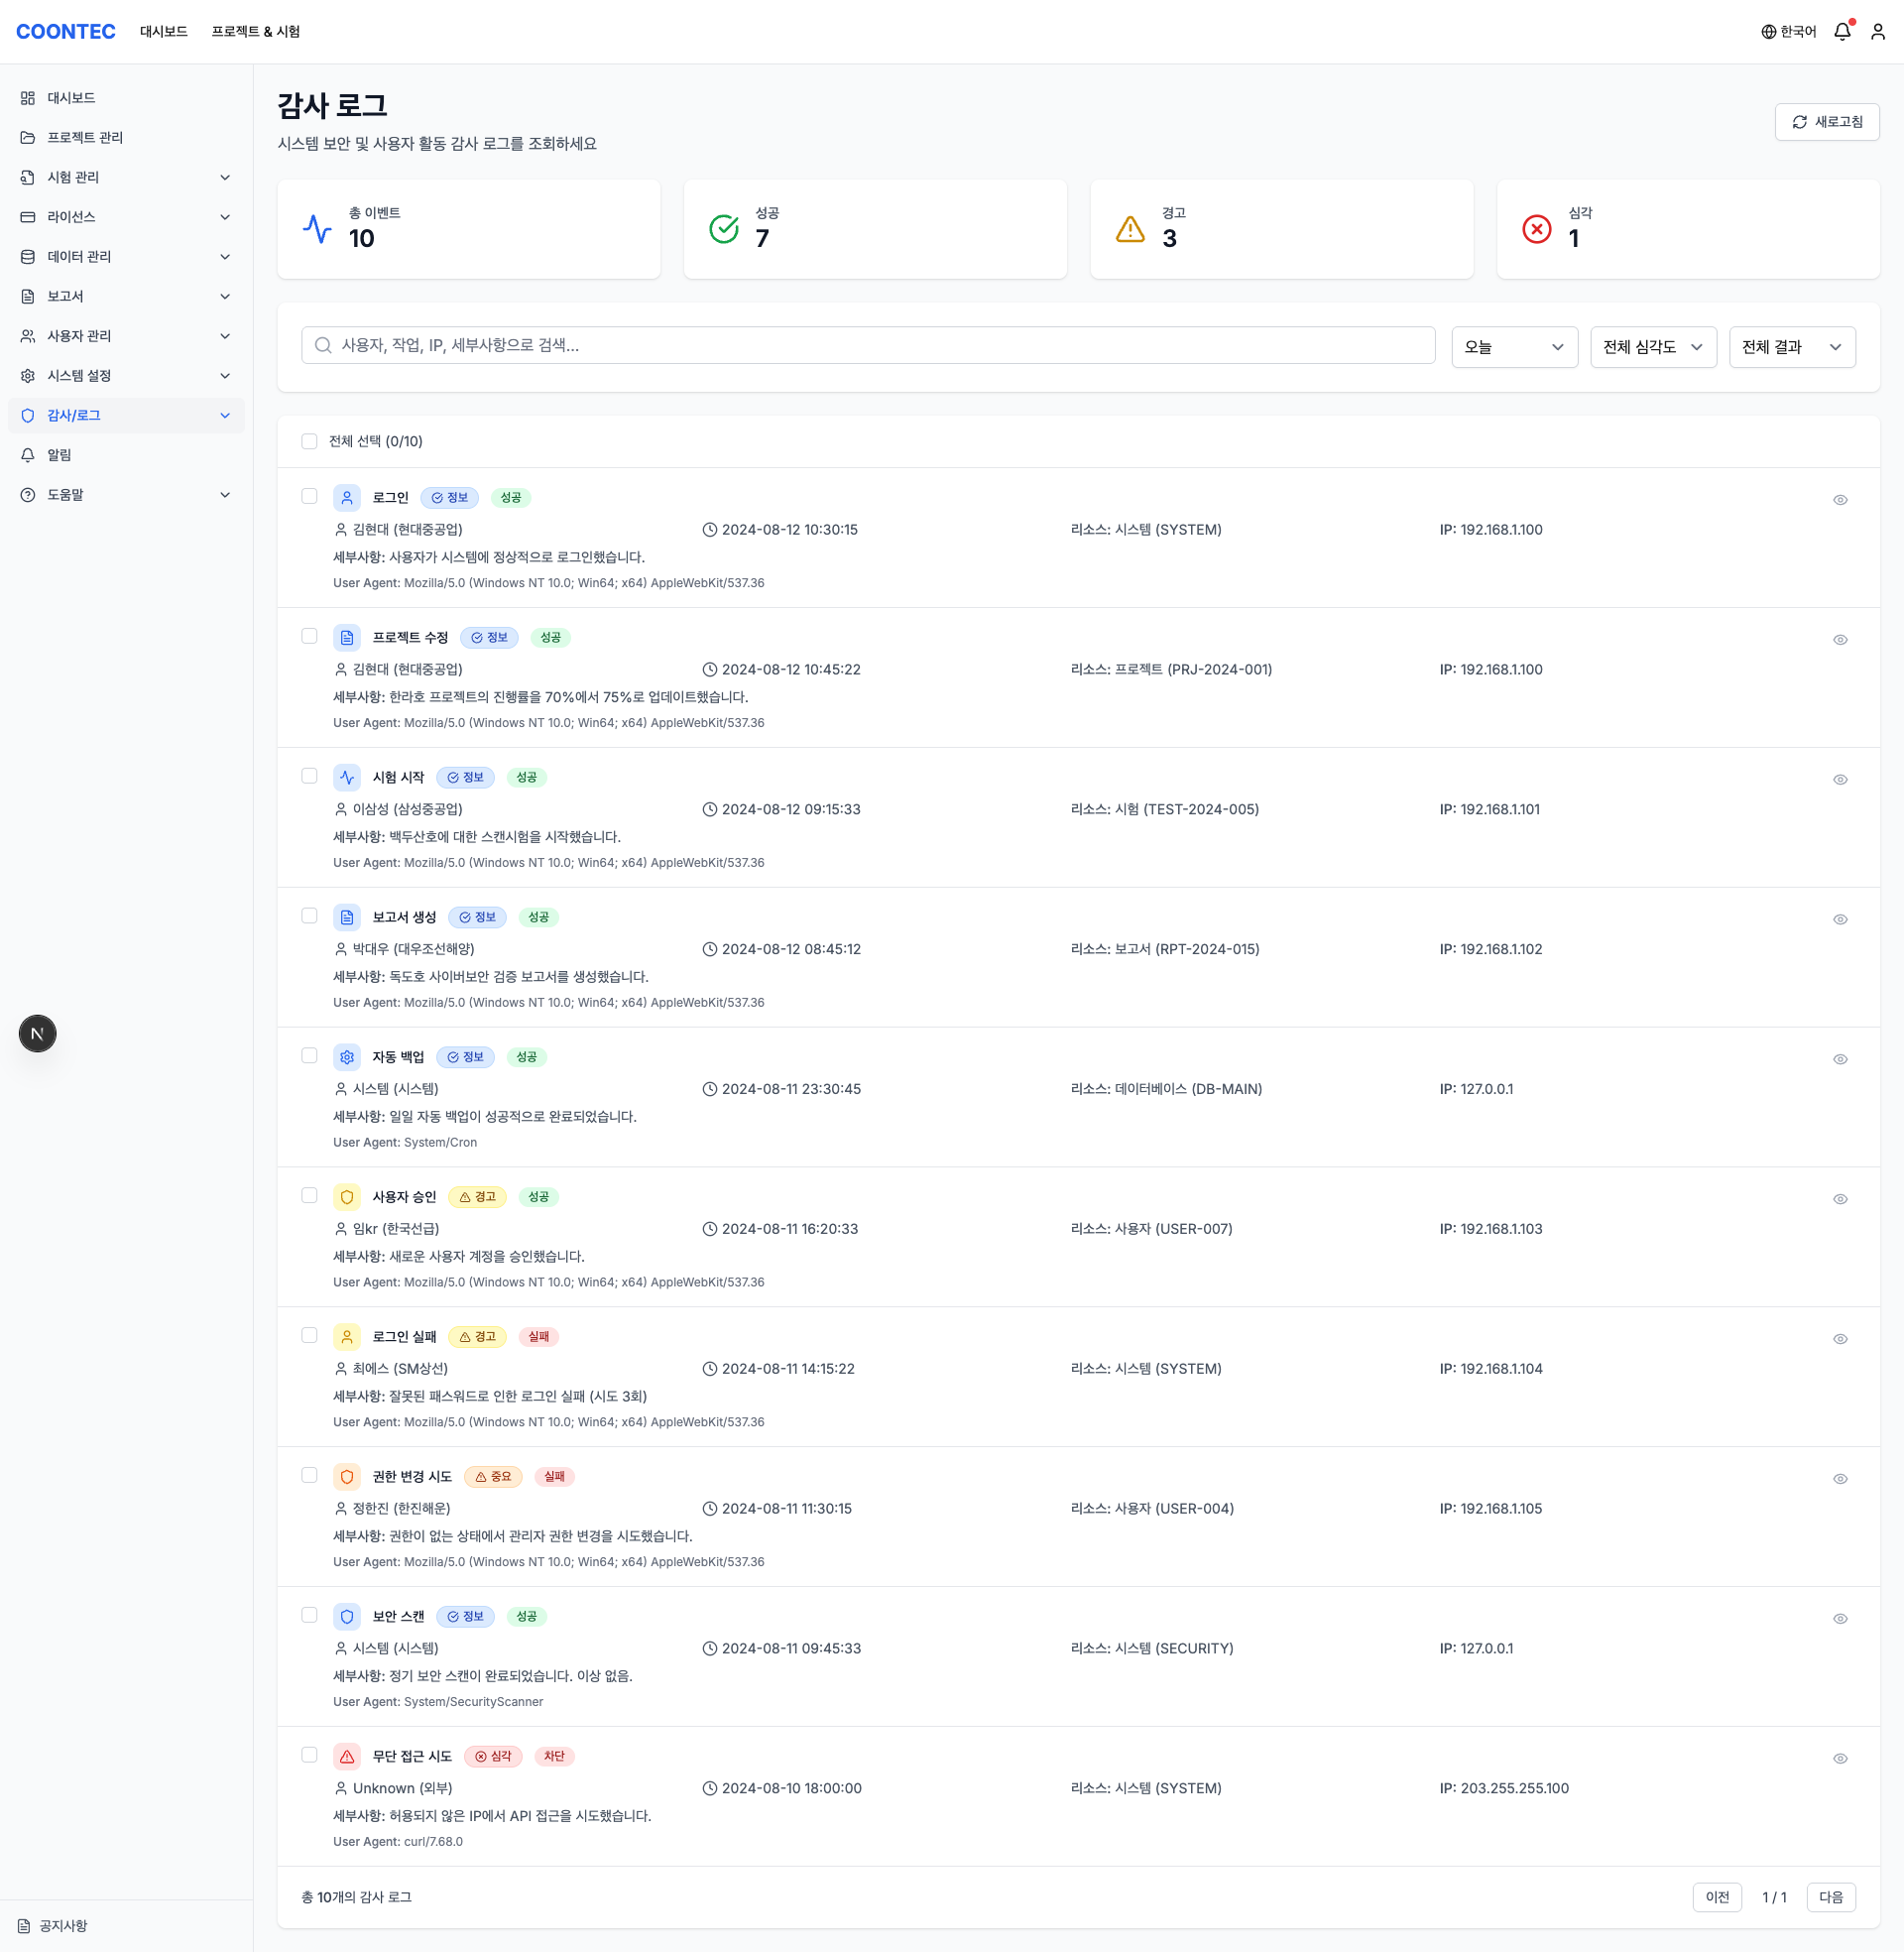 COONTEC 대시보드 프로젝트 & 시험 한국어
대시보드
프로젝트 관리
시험 관리
라이선스
데이터 관리
보고서
사용자 관리
시스템 설정
감사/로그
알림
도움말
공지사항
감사 로그
시스템 보안 및 사용자 활동 감사 로그를 조회하세요
새로고침
총 이벤트
10
성공
7
경고
3
심각
1
사용자, 작업, IP, 세부사항으로 검색... 오늘 전체 심각도 전체 결과
전체 선택 (0/10)
로그인 정보 성공
김현대 (현대중공업) 2024-08-12 10:30:15 리소스: 시스템 (SYSTEM) IP: 192.168.1.100
세부사항: 사용자가 시스템에 정상적으로 로그인했습니다.
User Agent: Mozilla/5.0 (Windows NT 10.0; Win64; x64) AppleWebKit/537.36
프로젝트 수정 정보 성공
김현대 (현대중공업) 2024-08-12 10:45:22 리소스: 프로젝트 (PRJ-2024-001) IP: 192.168.1.100
세부사항: 한라호 프로젝트의 진행률을 70%에서 75%로 업데이트했습니다.
User Agent: Mozilla/5.0 (Windows NT 10.0; Win64; x64) AppleWebKit/537.36
시험 시작 정보 성공
이삼성 (삼성중공업) 2024-08-12 09:15:33 리소스: 시험 (TEST-2024-005) IP: 192.168.1.101
세부사항: 백두산호에 대한 스캔시험을 시작했습니다.
User Agent: Mozilla/5.0 (Windows NT 10.0; Win64; x64) AppleWebKit/537.36
보고서 생성 정보 성공
박대우 (대우조선해양) 2024-08-12 08:45:12 리소스: 보고서 (RPT-2024-015) IP: 192.168.1.102
세부사항: 독도호 사이버보안 검증 보고서를 생성했습니다.
User Agent: Mozilla/5.0 (Windows NT 10.0; Win64; x64) AppleWebKit/537.36
자동 백업 정보 성공
시스템 (시스템) 2024-08-11 23:30:45 리소스: 데이터베이스 (DB-MAIN) IP: 127.0.0.1
세부사항: 일일 자동 백업이 성공적으로 완료되었습니다.
User Agent: System/Cron
사용자 승인 경고 성공
임kr (한국선급) 2024-08-11 16:20:33 리소스: 사용자 (USER-007) IP: 192.168.1.103
세부사항: 새로운 사용자 계정을 승인했습니다.
User Agent: Mozilla/5.0 (Windows NT 10.0; Win64; x64) AppleWebKit/537.36
로그인 실패 경고 실패
최에스 (SM상선) 2024-08-11 14:15:22 리소스: 시스템 (SYSTEM) IP: 192.168.1.104
세부사항: 잘못된 패스워드로 인한 로그인 실패 (시도 3회)
User Agent: Mozilla/5.0 (Windows NT 10.0; Win64; x64) AppleWebKit/537.36
권한 변경 시도 중요 실패
정한진 (한진해운) 2024-08-11 11:30:15 리소스: 사용자 (USER-004) IP: 192.168.1.105
세부사항: 권한이 없는 상태에서 관리자 권한 변경을 시도했습니다.
User Agent: Mozilla/5.0 (Windows NT 10.0; Win64; x64) AppleWebKit/537.36
보안 스캔 정보 성공
시스템 (시스템) 2024-08-11 09:45:33 리소스: 시스템 (SECURITY) IP: 127.0.0.1
세부사항: 정기 보안 스캔이 완료되었습니다. 이상 없음.
User Agent: System/SecurityScanner
무단 접근 시도 심각 차단
Unknown (외부) 2024-08-10 18:00:00 리소스: 시스템 (SYSTEM) IP: 203.255.255.100
세부사항: 허용되지 않은 IP에서 API 접근을 시도했습니다.
User Agent: curl/7.68.0
총 10개의 감사 로그 이전 1 / 1 다음
N